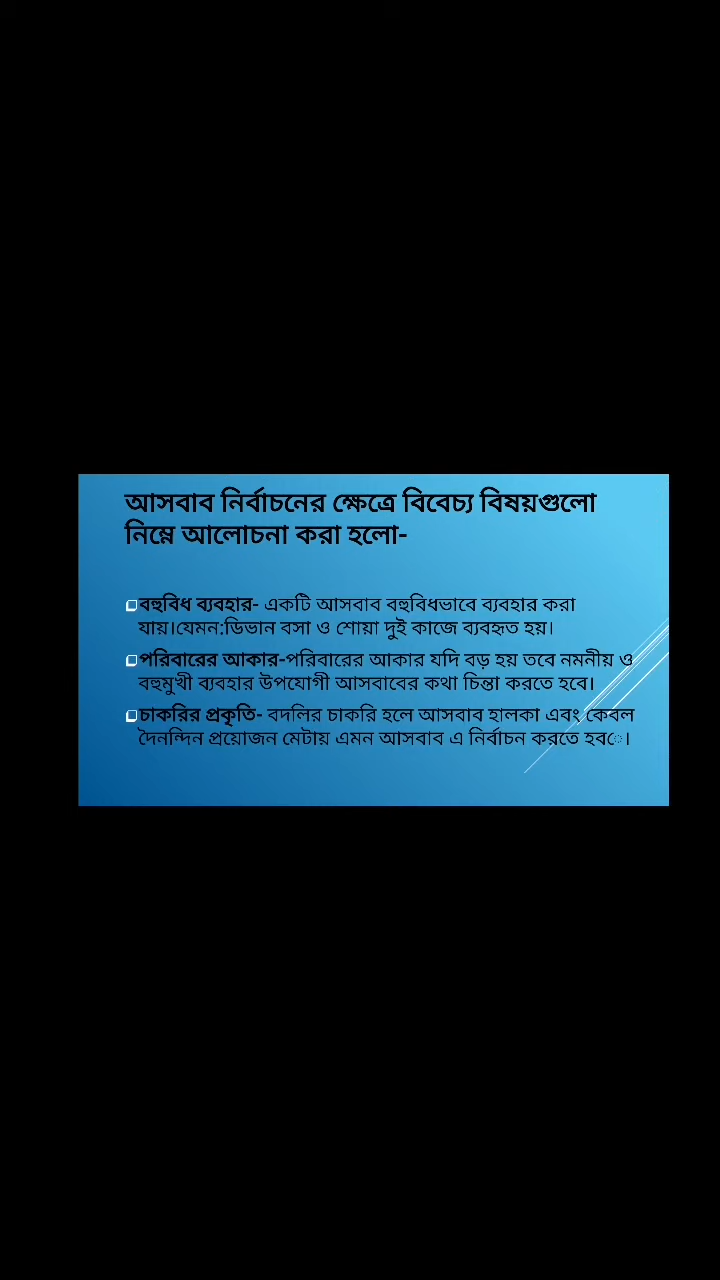 আসবাব নির্বাচনের ক্ষেত্রে বিবেচ্য বিষয়গুলো
নিম্নে আলোচনা করা হলো-
বহুবিধ ব্যবহার- একটি আসবাব বহুবিধভাবে ব্যবহার করা
যায়।যেমন:ডিভান বসা ও শোয়া দুই কাজে ব্যবহৃত হয়।
পরিবারের আকার-পরিবারের আকার যদি বড় হয় তবে নমনীয় ও
বহুমুখী ব্যবহার উপযোগী আসবাবের কথা চিন্তা করতে হবে।
চাকরির প্রকৃতি- বদলির চাকরি হলে আসবাব হালকা এবং কেবল
দৈনন্দিন প্রয়োজন মেটায় এমন আসবাব এ নির্বাচন করতে হবে।